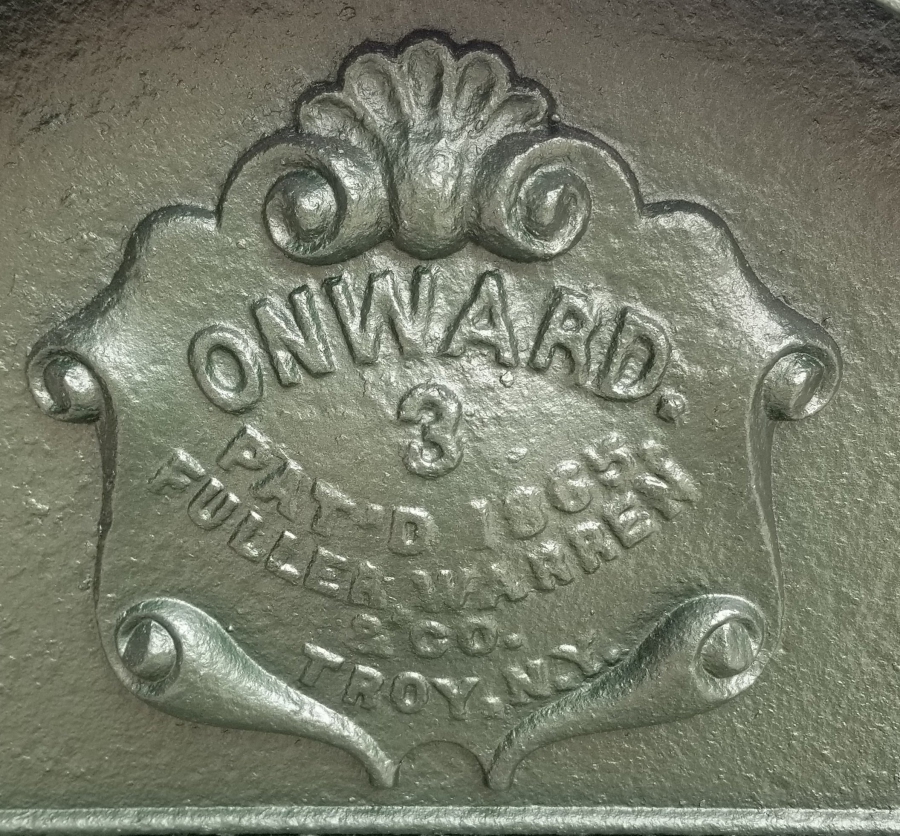 ONWARD.
3
PAT'D 1865.
FULLER WARREN
& CO.
TROY, N.Y.